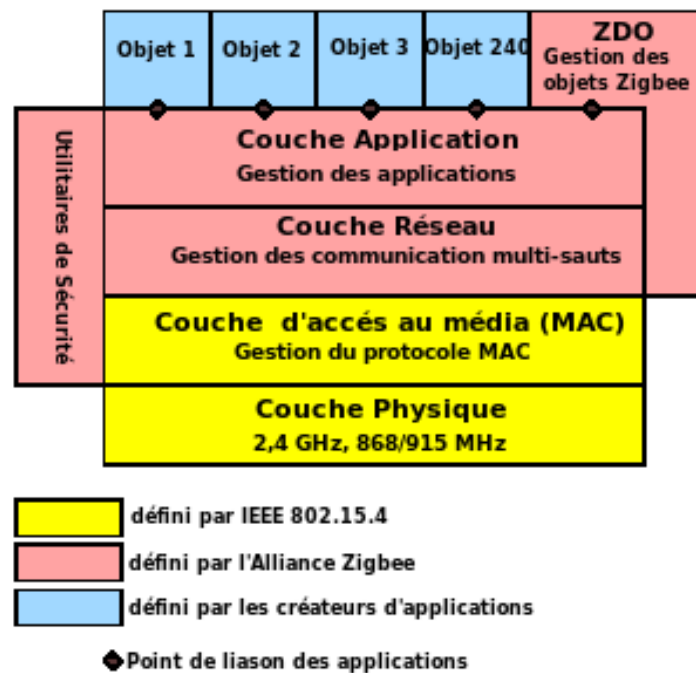 Objet 1
Objet 2
Objet 3
Objet 240
ZDO
Gestion des
objets Zigbee
Utilitaires de Sécurité
Couche Application
Gestion des applications
Couche Réseau
Gestion des communication multi-sauts
Couche d'accés au média (MAC)
Gestion du protocole MAC
Couche Physique
2,4 GHz, 868/915 MHz
défini par IEEE 802.15.4
défini par l'Alliance Zigbee
défini par les créateurs d'applications
Point de liason des applications